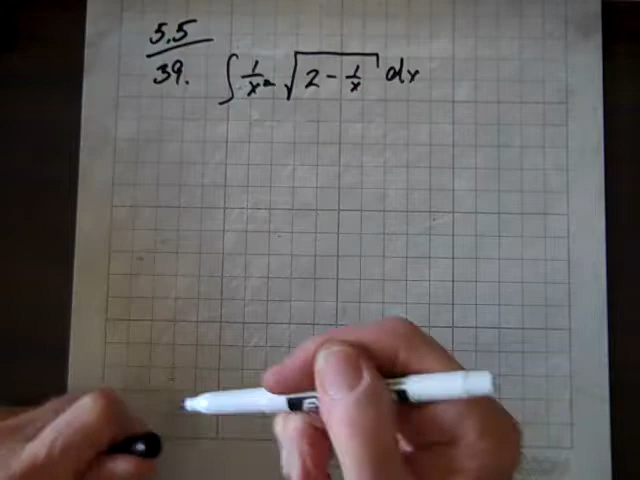 5.5
39. ∫ 1/x² √(2 - 1/x) dx